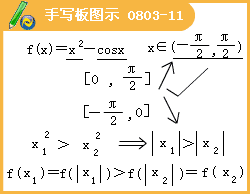 手写板图示 0803-11
f(x)=x²-cosx x∈(-π/2,π/2)
[0,π/2]
[-π/2,0]
x₁²>x₂²⟹|x₁|>|x₂|
f(x₁)=f(|x₁|)>f(|x₂|)=f(x₂)